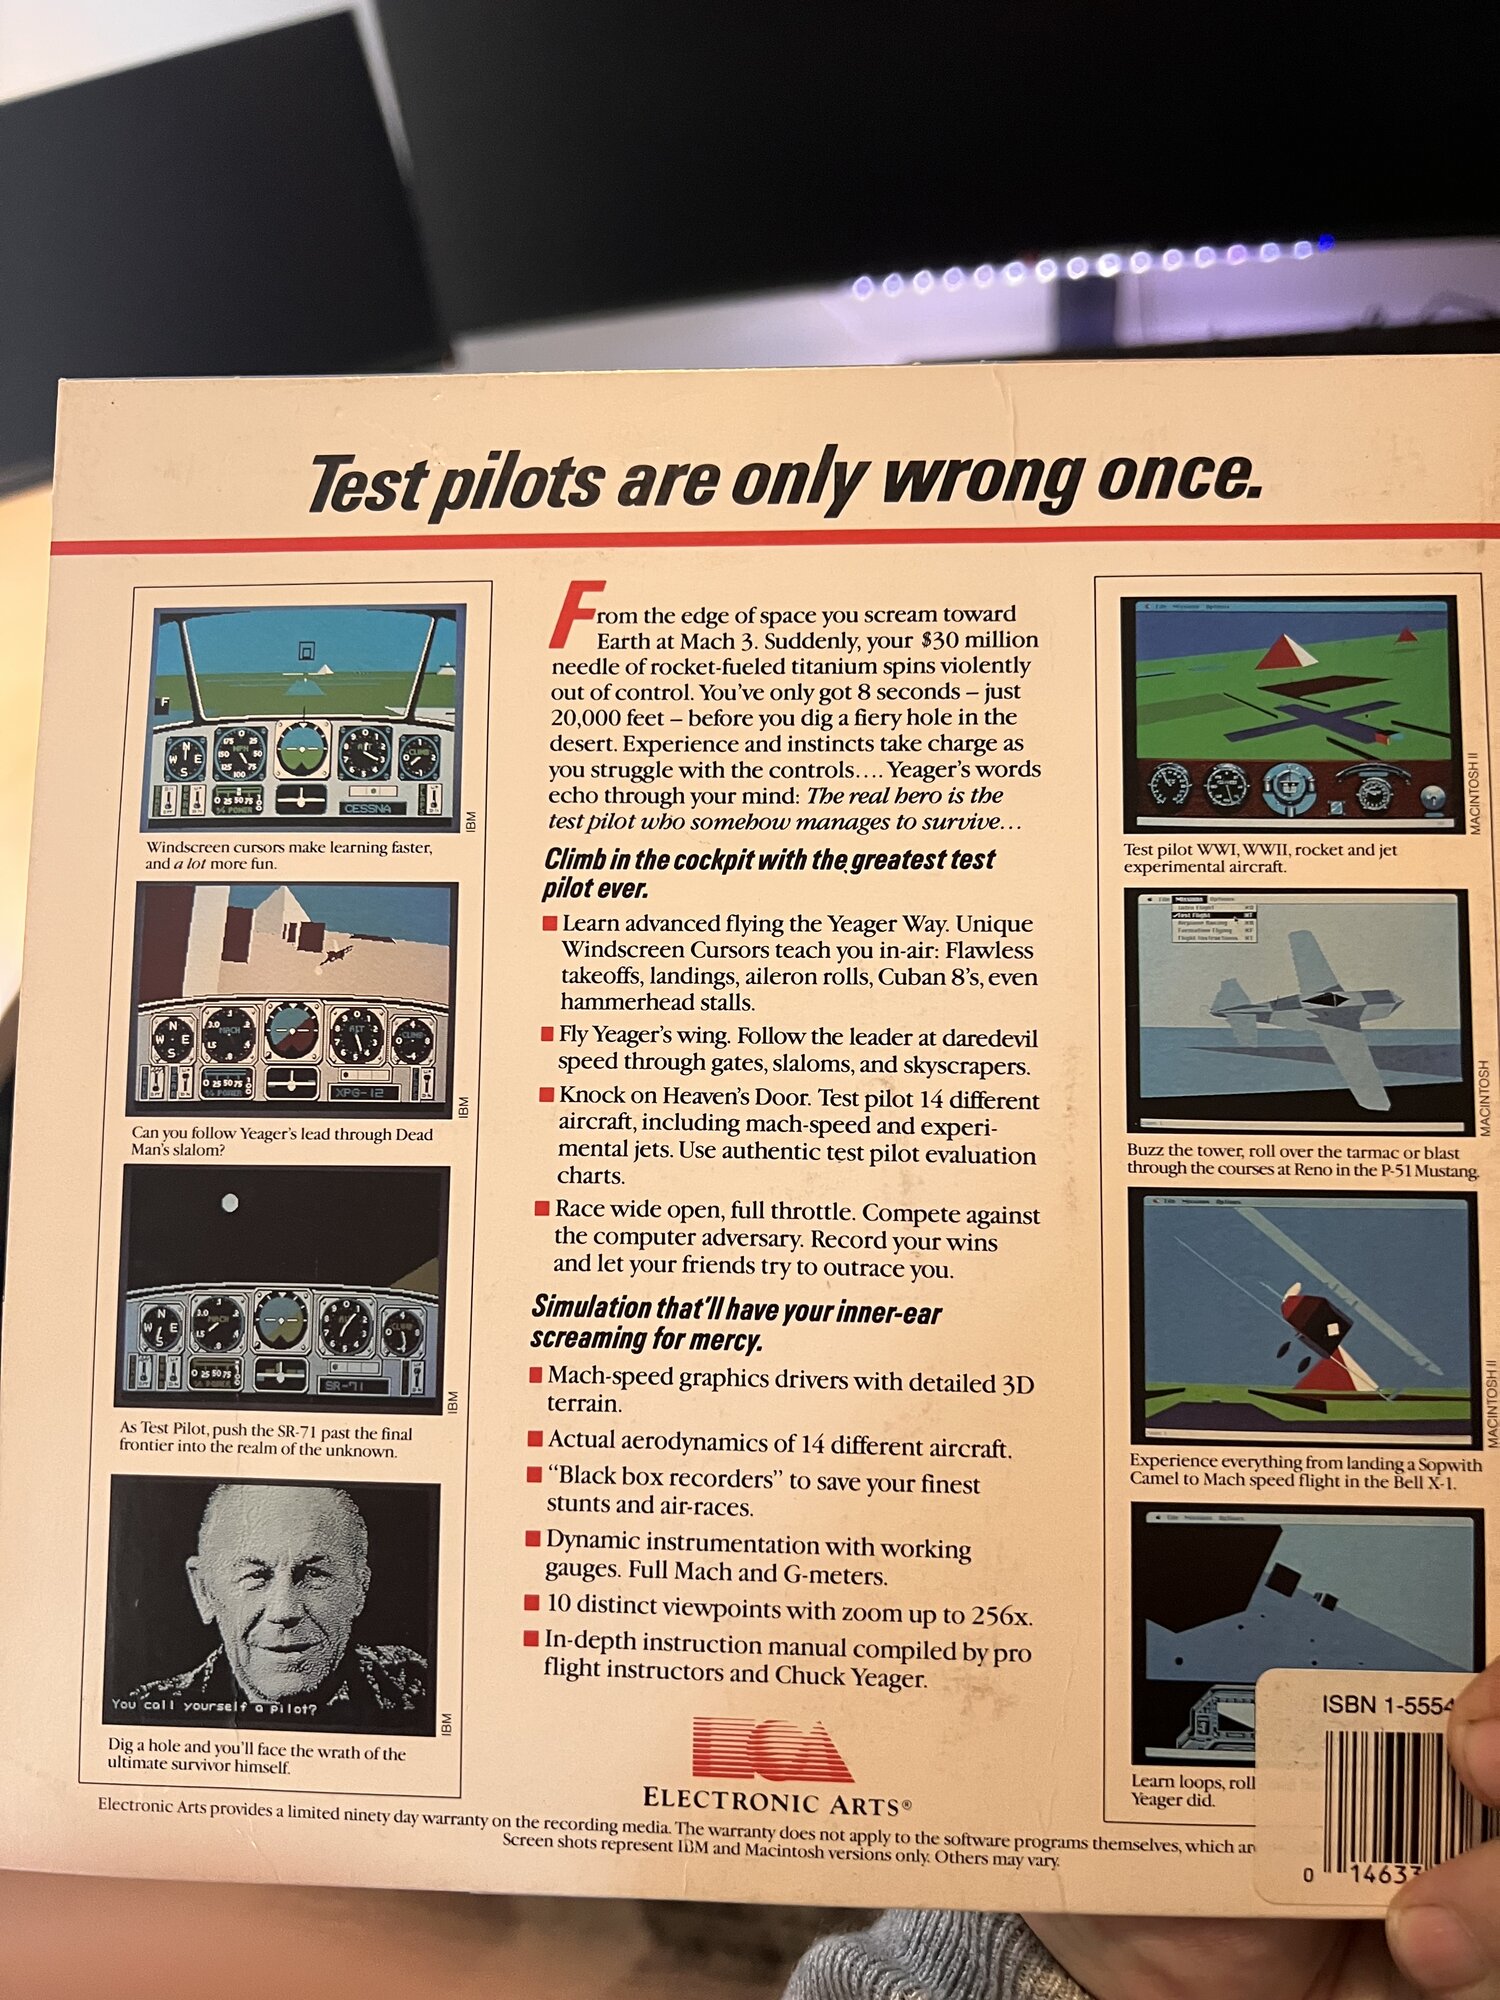 Test pilots are only wrong once.
F
CESSNA
IBM
Windscreen cursors make learning faster,
and a lot more fun.
XPG-12
IBM
Can you follow Yeager's lead through Dead
Man's slalom?
SR-71
IBM
As Test Pilot, push the SR-71 past the final
frontier into the realm of the unknown.
You call yourself a pilot?
IBM
Dig a hole and you'll face the wrath of the
ultimate survivor himself.
From the edge of space you scream toward
Earth at Mach 3. Suddenly, your $30 million
needle of rocket-fueled titanium spins violently
out of control. You've only got 8 seconds – just
20,000 feet – before you dig a fiery hole in the
desert. Experience and instincts take charge as
you struggle with the controls.... Yeager's words
echo through your mind: The real hero is the
test pilot who somehow manages to survive...
Climb in the cockpit with the greatest test
pilot ever.
Learn advanced flying the Yeager Way. Unique
Windscreen Cursors teach you in-air: Flawless
takeoffs, landings, aileron rolls, Cuban 8's, even
hammerhead stalls.
Fly Yeager's wing. Follow the leader at daredevil
speed through gates, slaloms, and skyscrapers.
Knock on Heaven's Door. Test pilot 14 different
aircraft, including mach-speed and experi-
mental jets. Use authentic test pilot evaluation
charts.
Race wide open, full throttle. Compete against
the computer adversary. Record your wins
and let your friends try to outrace you.
Simulation that'll have your inner-ear
screaming for mercy.
Mach-speed graphics drivers with detailed 3D
terrain.
Actual aerodynamics of 14 different aircraft.
"Black box recorders" to save your finest
stunts and air-races.
Dynamic instrumentation with working
gauges. Full Mach and G-meters.
10 distinct viewpoints with zoom up to 256x.
In-depth instruction manual compiled by pro
flight instructors and Chuck Yeager.
ELECTRONIC ARTS®
MACINTOSH II
Test pilot WWI, WWII, rocket and jet
experimental aircraft.
MACINTOSH
Buzz the tower, roll over the tarmac or blast
through the courses at Reno in the P-51 Mustang.
MACINTOSH II
Experience everything from landing a Sopwith
Camel to Mach speed flight in the Bell X-1.
Learn loops, roll
Yeager did.
ISBN 1-5554
0 14633
Electronic Arts provides a limited ninety day warranty on the recording media. The warranty does not apply to the software programs themselves, which ar
Screen shots represent IBM and Macintosh versions only. Others may vary.